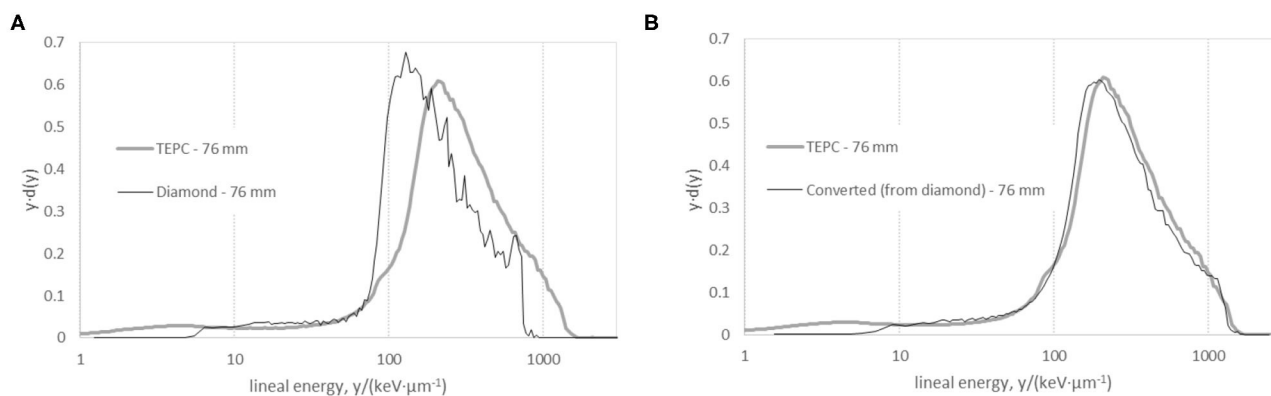 A
0.7
0.6
0.5
0.4
0.3
0.2
0.1
0
y·d(y)
TEPC - 76 mm
Diamond - 76 mm
1
10
100
1000
lineal energy, y/(keV·μm⁻¹)
B
0.7
0.6
0.5
0.4
0.3
0.2
0.1
0
y·d(y)
TEPC - 76 mm
Converted (from diamond) - 76 mm
1
10
100
1000
lineal energy, y/(keV·μm⁻¹)